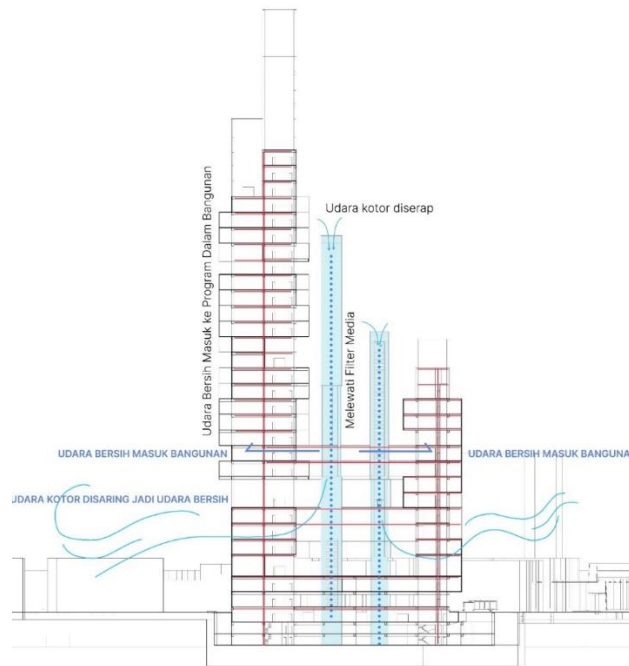 Udara kotor diserap
Udara Bersih Masuk ke Program Dalam Bangunan
Melewati Filter Media
UDARA BERSIH MASUK BANGUNAN
UDARA BERSIH MASUK BANGUNA
UDARA KOTOR DISARING JADI UDARA BERSIH